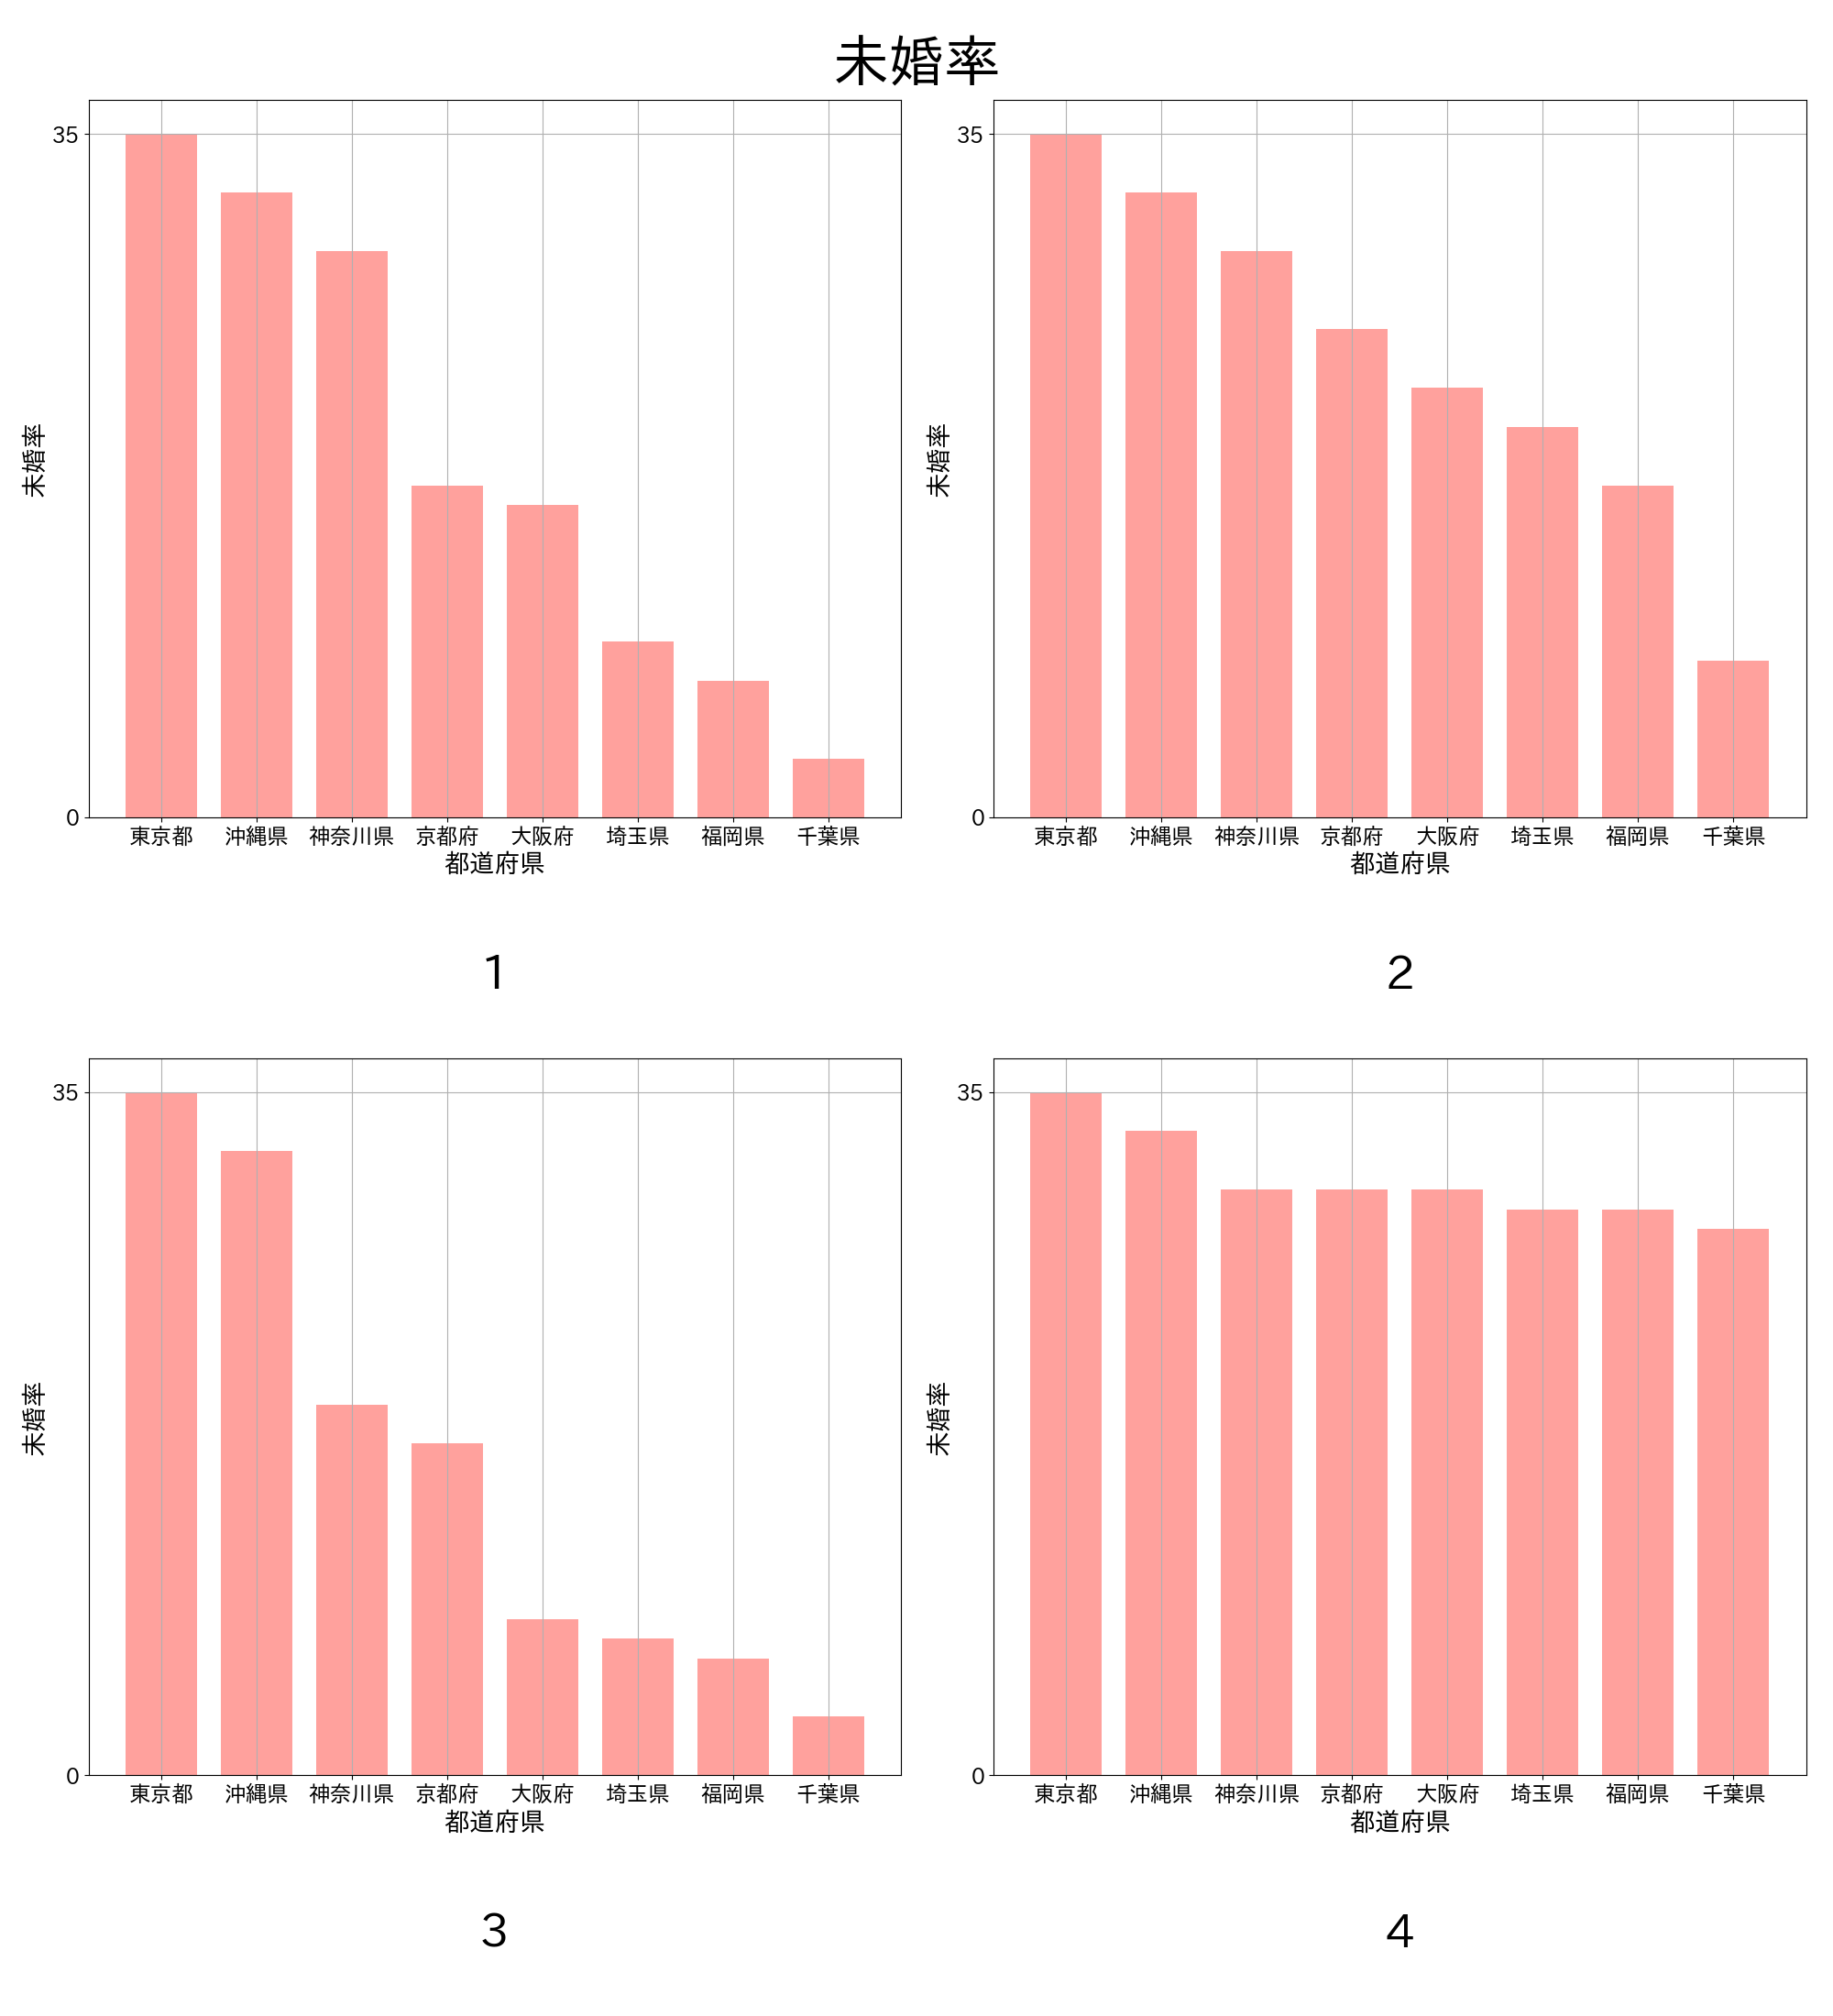 未婚率
35
0
未婚率
東京都 沖縄県 神奈川県 京都府 大阪府 埼玉県 福岡県 千葉県
都道府県
1
35
0
未婚率
東京都 沖縄県 神奈川県 京都府 大阪府 埼玉県 福岡県 千葉県
都道府県
2
35
0
未婚率
東京都 沖縄県 神奈川県 京都府 大阪府 埼玉県 福岡県 千葉県
都道府県
3
35
0
未婚率
東京都 沖縄県 神奈川県 京都府 大阪府 埼玉県 福岡県 千葉県
都道府県
4